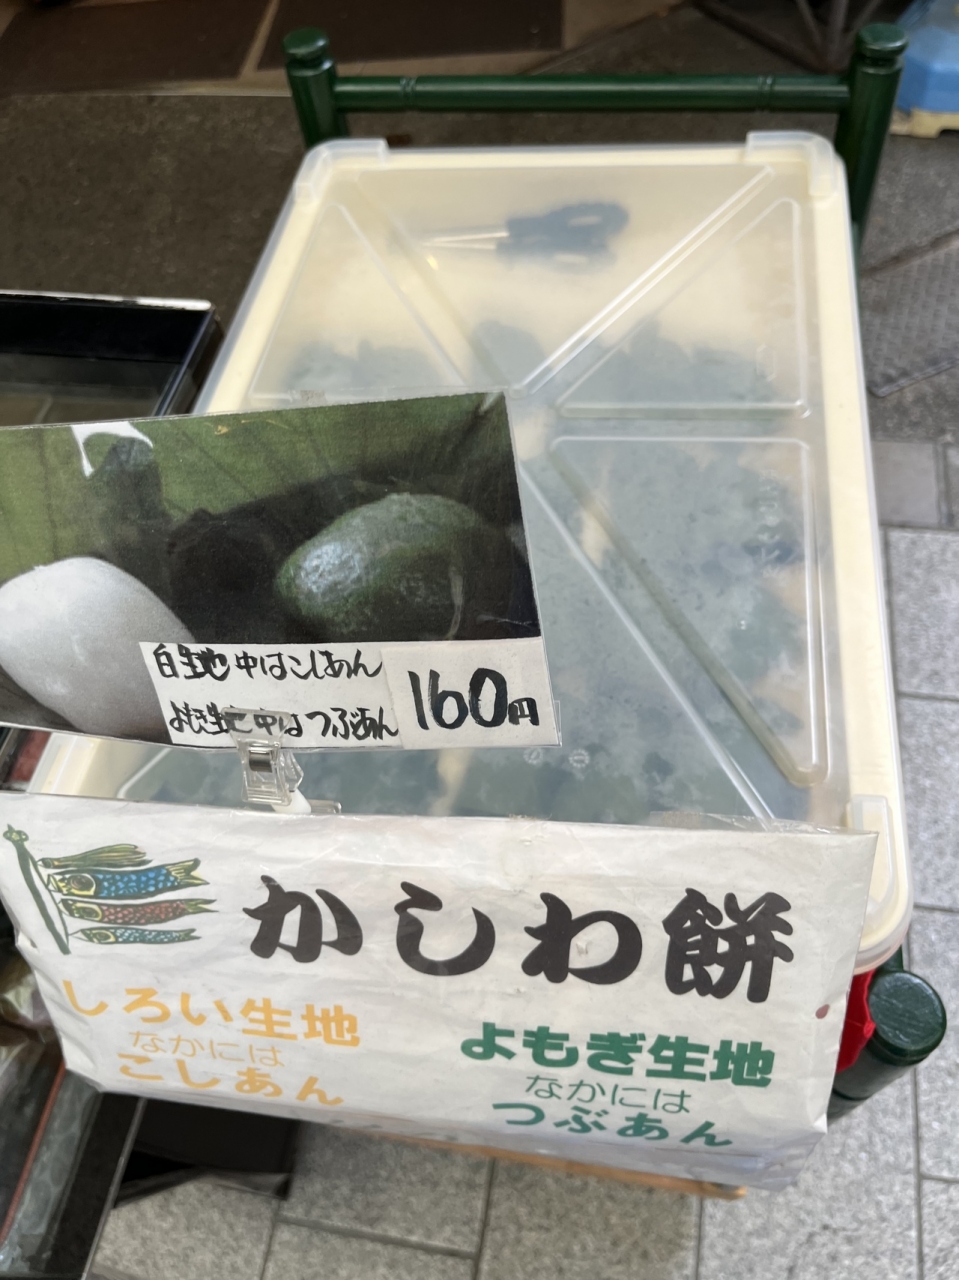 白生地中はこしあん
よもぎ生地中はつぶあん
160円
かしわ餅
しろい生地
なかには
こしあん
よもぎ生地
なかには
つぶあん